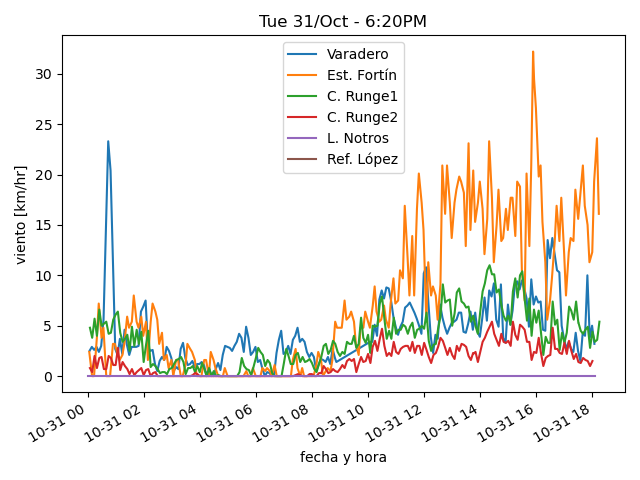 Tue 31/Oct - 6:20PM
Varadero
Est. Fortín
C. Runge1
C. Runge2
L. Notros
Ref. López
viento [km/hr]
30
25
20
15
10
5
0
10-31 00
10-31 02
10-31 04
10-31 06
10-31 08
10-31 10
10-31 12
10-31 14
10-31 16
10-31 18
fecha y hora